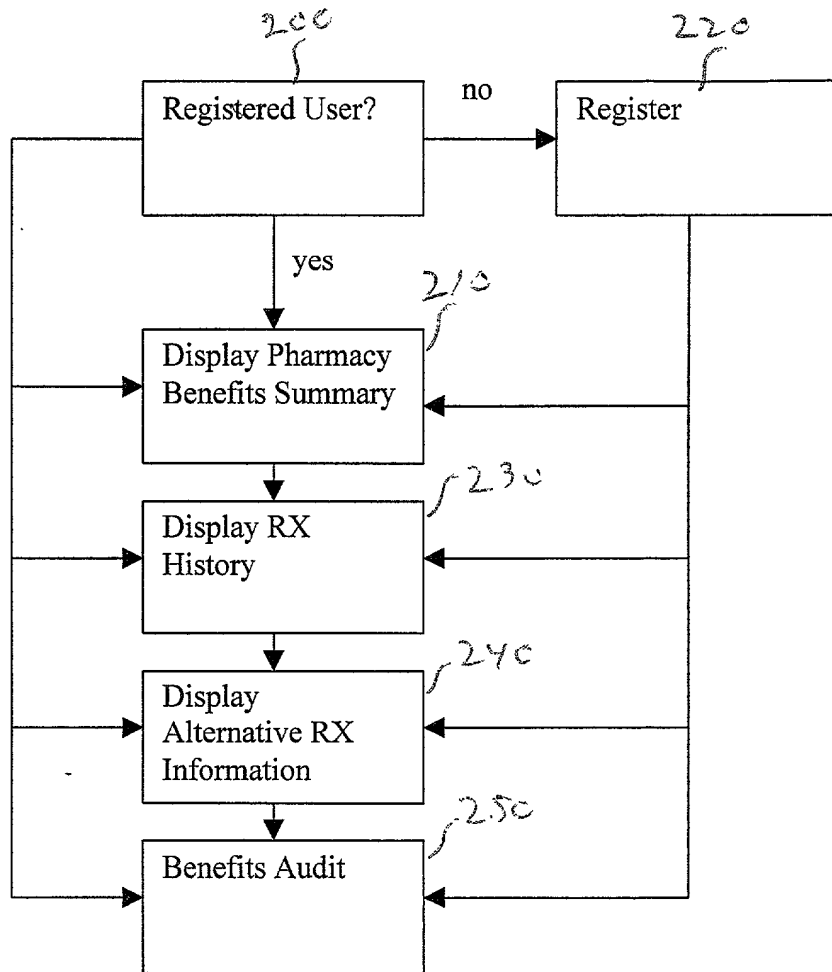 200
220
Registered User?
no
Register
yes
210
Display Pharmacy
Benefits Summary
230
Display RX
History
240
Display
Alternative RX
Information
250
Benefits Audit